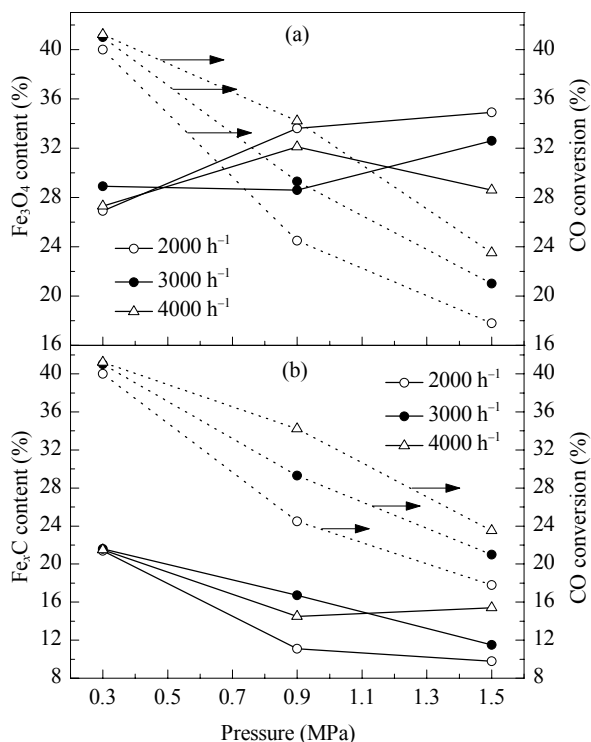 (a)
40
36
32
28
24
20
16
Fe₃O₄ content (%)
2000 h⁻¹
3000 h⁻¹
4000 h⁻¹
40
36
32
28
24
20
16
CO conversion (%)
(b)
40
36
32
28
24
20
16
12
8
FeₓC content (%)
2000 h⁻¹
3000 h⁻¹
4000 h⁻¹
40
36
32
28
24
20
16
12
8
CO conversion (%)
0.3 0.5 0.7 0.9 1.1 1.3 1.5
Pressure (MPa)